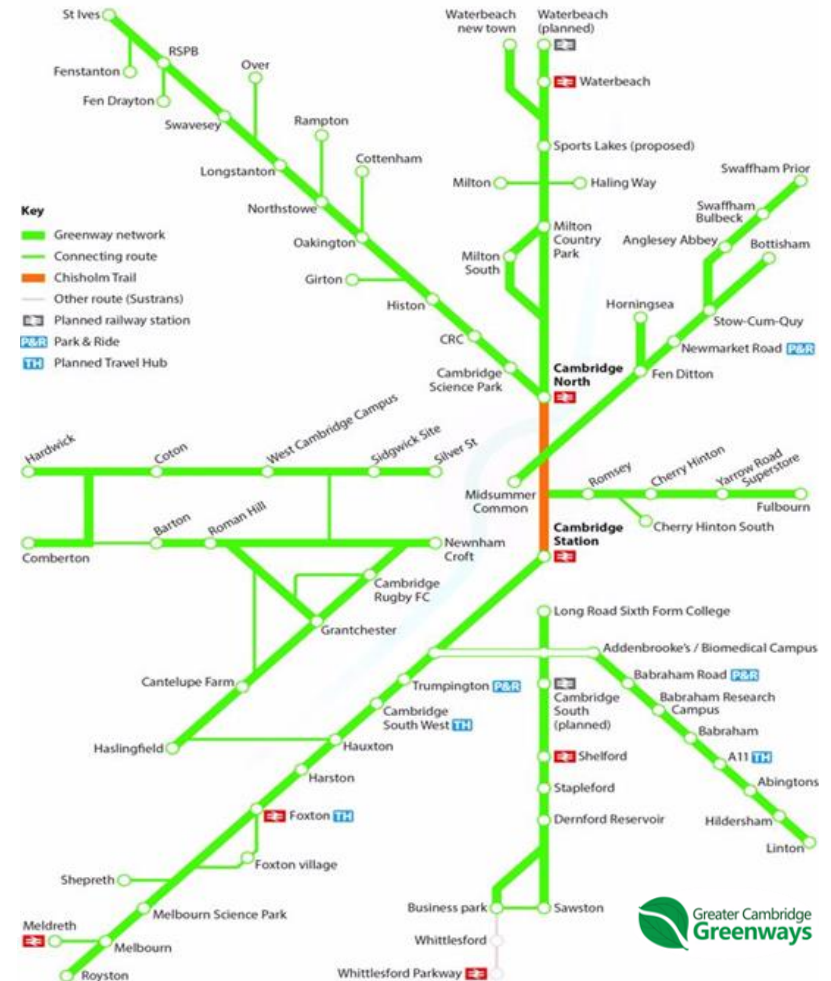 St Ives
RSPB
Fenstanton
Fen Drayton
Over
Swavesey
Rampton
Longstanton
Cottenham
Northstowe
Oakington
Girton
Histon
CRC
Cambridge
Science Park
Waterbeach
new town
Waterbeach
(planned)
Waterbeach
Sports Lakes (proposed)
Milton
Haling Way
Milton
Country
Park
Milton
South
Cambridge
North
Swaffham Prior
Swaffham
Bulbeck
Anglesey Abbey
Bottisham
Horningsea
Stow-Cum-Quy
Newmarket Road P&R
Fen Ditton
Midsummer
Common
Key
Greenway network
Connecting route
Chisholm Trail
Other route (Sustrans)
Planned railway station
P&R Park & Ride
TH Planned Travel Hub
Hardwick
Coton
West Cambridge Campus
Sidgwick Site
Silver St
Comberton
Barton
Roman Hill
Newnham
Croft
Cambridge
Rugby FC
Grantchester
Cantelupe Farm
Haslingfield
Romsey
Cherry Hinton
Yarrow Road
Superstore
Fulbourn
Cherry Hinton South
Cambridge
Station
Long Road Sixth Form College
Addenbrooke's / Biomedical Campus
Trumpington P&R
Cambridge
South West TH
Hauxton
Harston
Foxton TH
Foxton village
Shepreth
Melbourn Science Park
Meldreth
Melbourn
Royston
Cambridge
South
(planned)
Shelford
Stapleford
Dernford Reservoir
Business park
Sawston
Whittlesford
Whittlesford Parkway
Babraham Road P&R
Babraham Research
Campus
Babraham
A11 TH
Abingtons
Hildersham
Linton
Greater Cambridge
Greenways